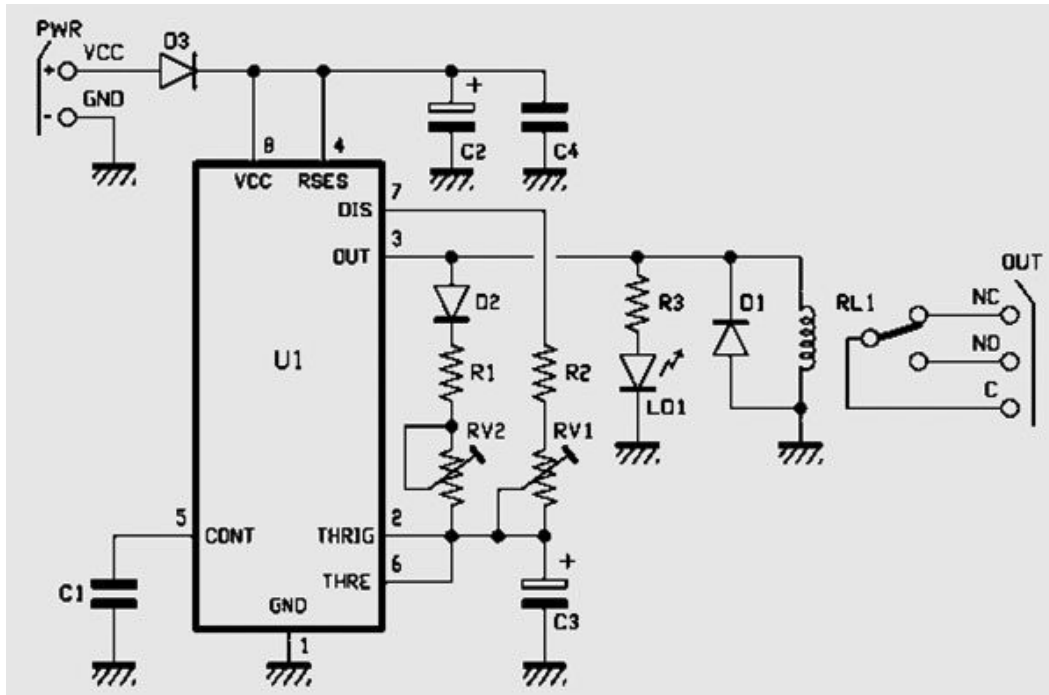 PWR
D3
VCC
+
GND
-
+
8
4
C2
C4
VCC
RSES
7
DIS
3
OUT
OUT
D2
R3
D1
RL1
NC
NO
C
U1
R1
R2
LD1
RV2
RV1
5
CONT
2
THRIG
6
THRE
+
C1
C3
GND
1